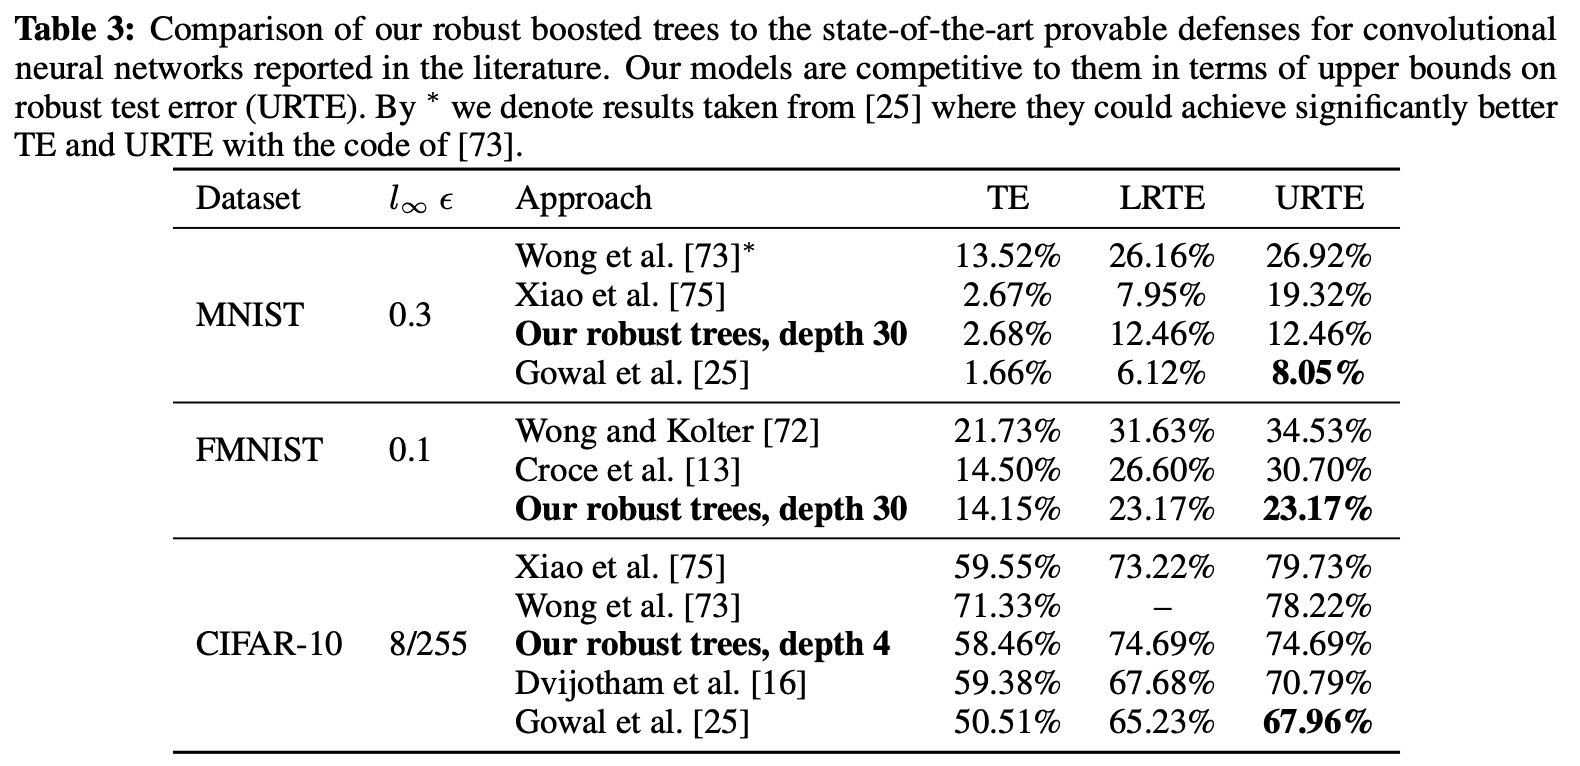 Table 3: Comparison of our robust boosted trees to the state-of-the-art provable defenses for convolutional
neural networks reported in the literature. Our models are competitive to them in terms of upper bounds on
robust test error (URTE). By * we denote results taken from [25] where they could achieve significantly better
TE and URTE with the code of [73].
Dataset l∞ ϵ Approach TE LRTE URTE
Wong et al. [73]* 13.52% 26.16% 26.92%
Xiao et al. [75] 2.67% 7.95% 19.32%
MNIST 0.3
Our robust trees, depth 30 2.68% 12.46% 12.46%
Gowal et al. [25] 1.66% 6.12% 8.05%
Wong and Kolter [72] 21.73% 31.63% 34.53%
FMNIST 0.1
Croce et al. [13] 14.50% 26.60% 30.70%
Our robust trees, depth 30 14.15% 23.17% 23.17%
Xiao et al. [75] 59.55% 73.22% 79.73%
Wong et al. [73] 71.33% – 78.22%
CIFAR-10 8/255 Our robust trees, depth 4 58.46% 74.69% 74.69%
Dvijotham et al. [16] 59.38% 67.68% 70.79%
Gowal et al. [25] 50.51% 65.23% 67.96%